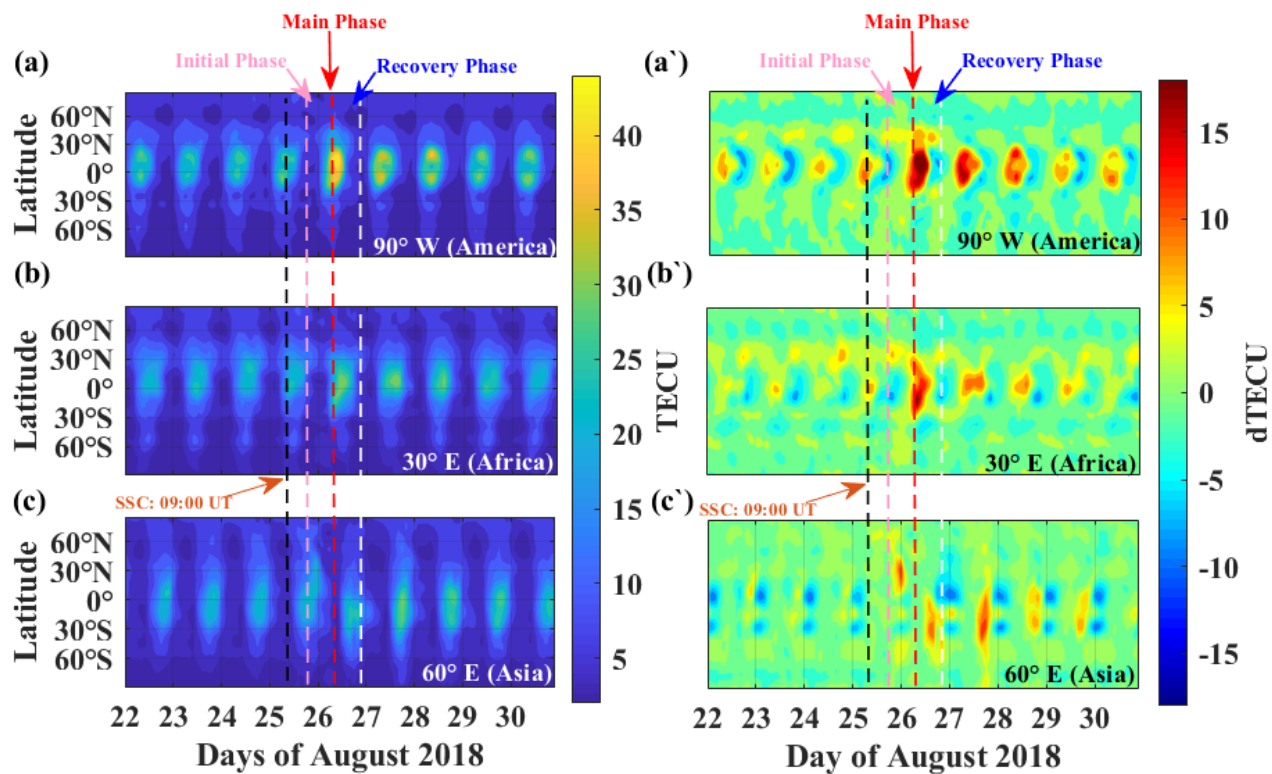 Main Phase
Initial Phase
Recovery Phase
(a)
60°N
30°N
0°
30°S
60°S
Latitude
90° W (America)
(b)
60°N
30°N
0°
30°S
60°S
Latitude
30° E (Africa)
SSC: 09:00 UT
(c)
60°N
30°N
0°
30°S
60°S
Latitude
60° E (Asia)
22 23 24 25 26 27 28 29 30
Days of August 2018
40
35
30
25
20
15
10
5
TECU
Main Phase
Initial Phase
Recovery Phase
(a`)
90° W (America)
(b`)
30° E (Africa)
SSC: 09:00 UT
(c`)
60° E (Asia)
22 23 24 25 26 27 28 29 30
Days of August 2018
15
10
5
0
-5
-10
-15
dTECU